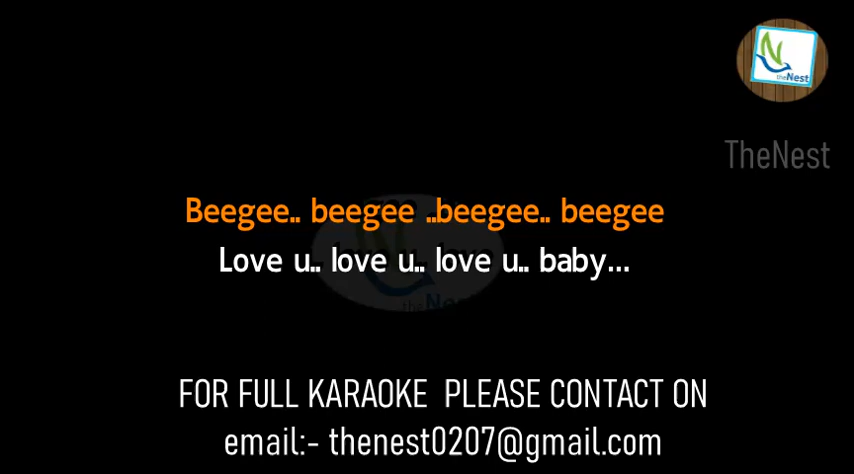 theNest
TheNest
Beegee.. beegee ..beegee.. beegee
Love u.. love u.. love u.. baby...
theNest
FOR FULL KARAOKE PLEASE CONTACT ON
email:- thenest0207@gmail.com